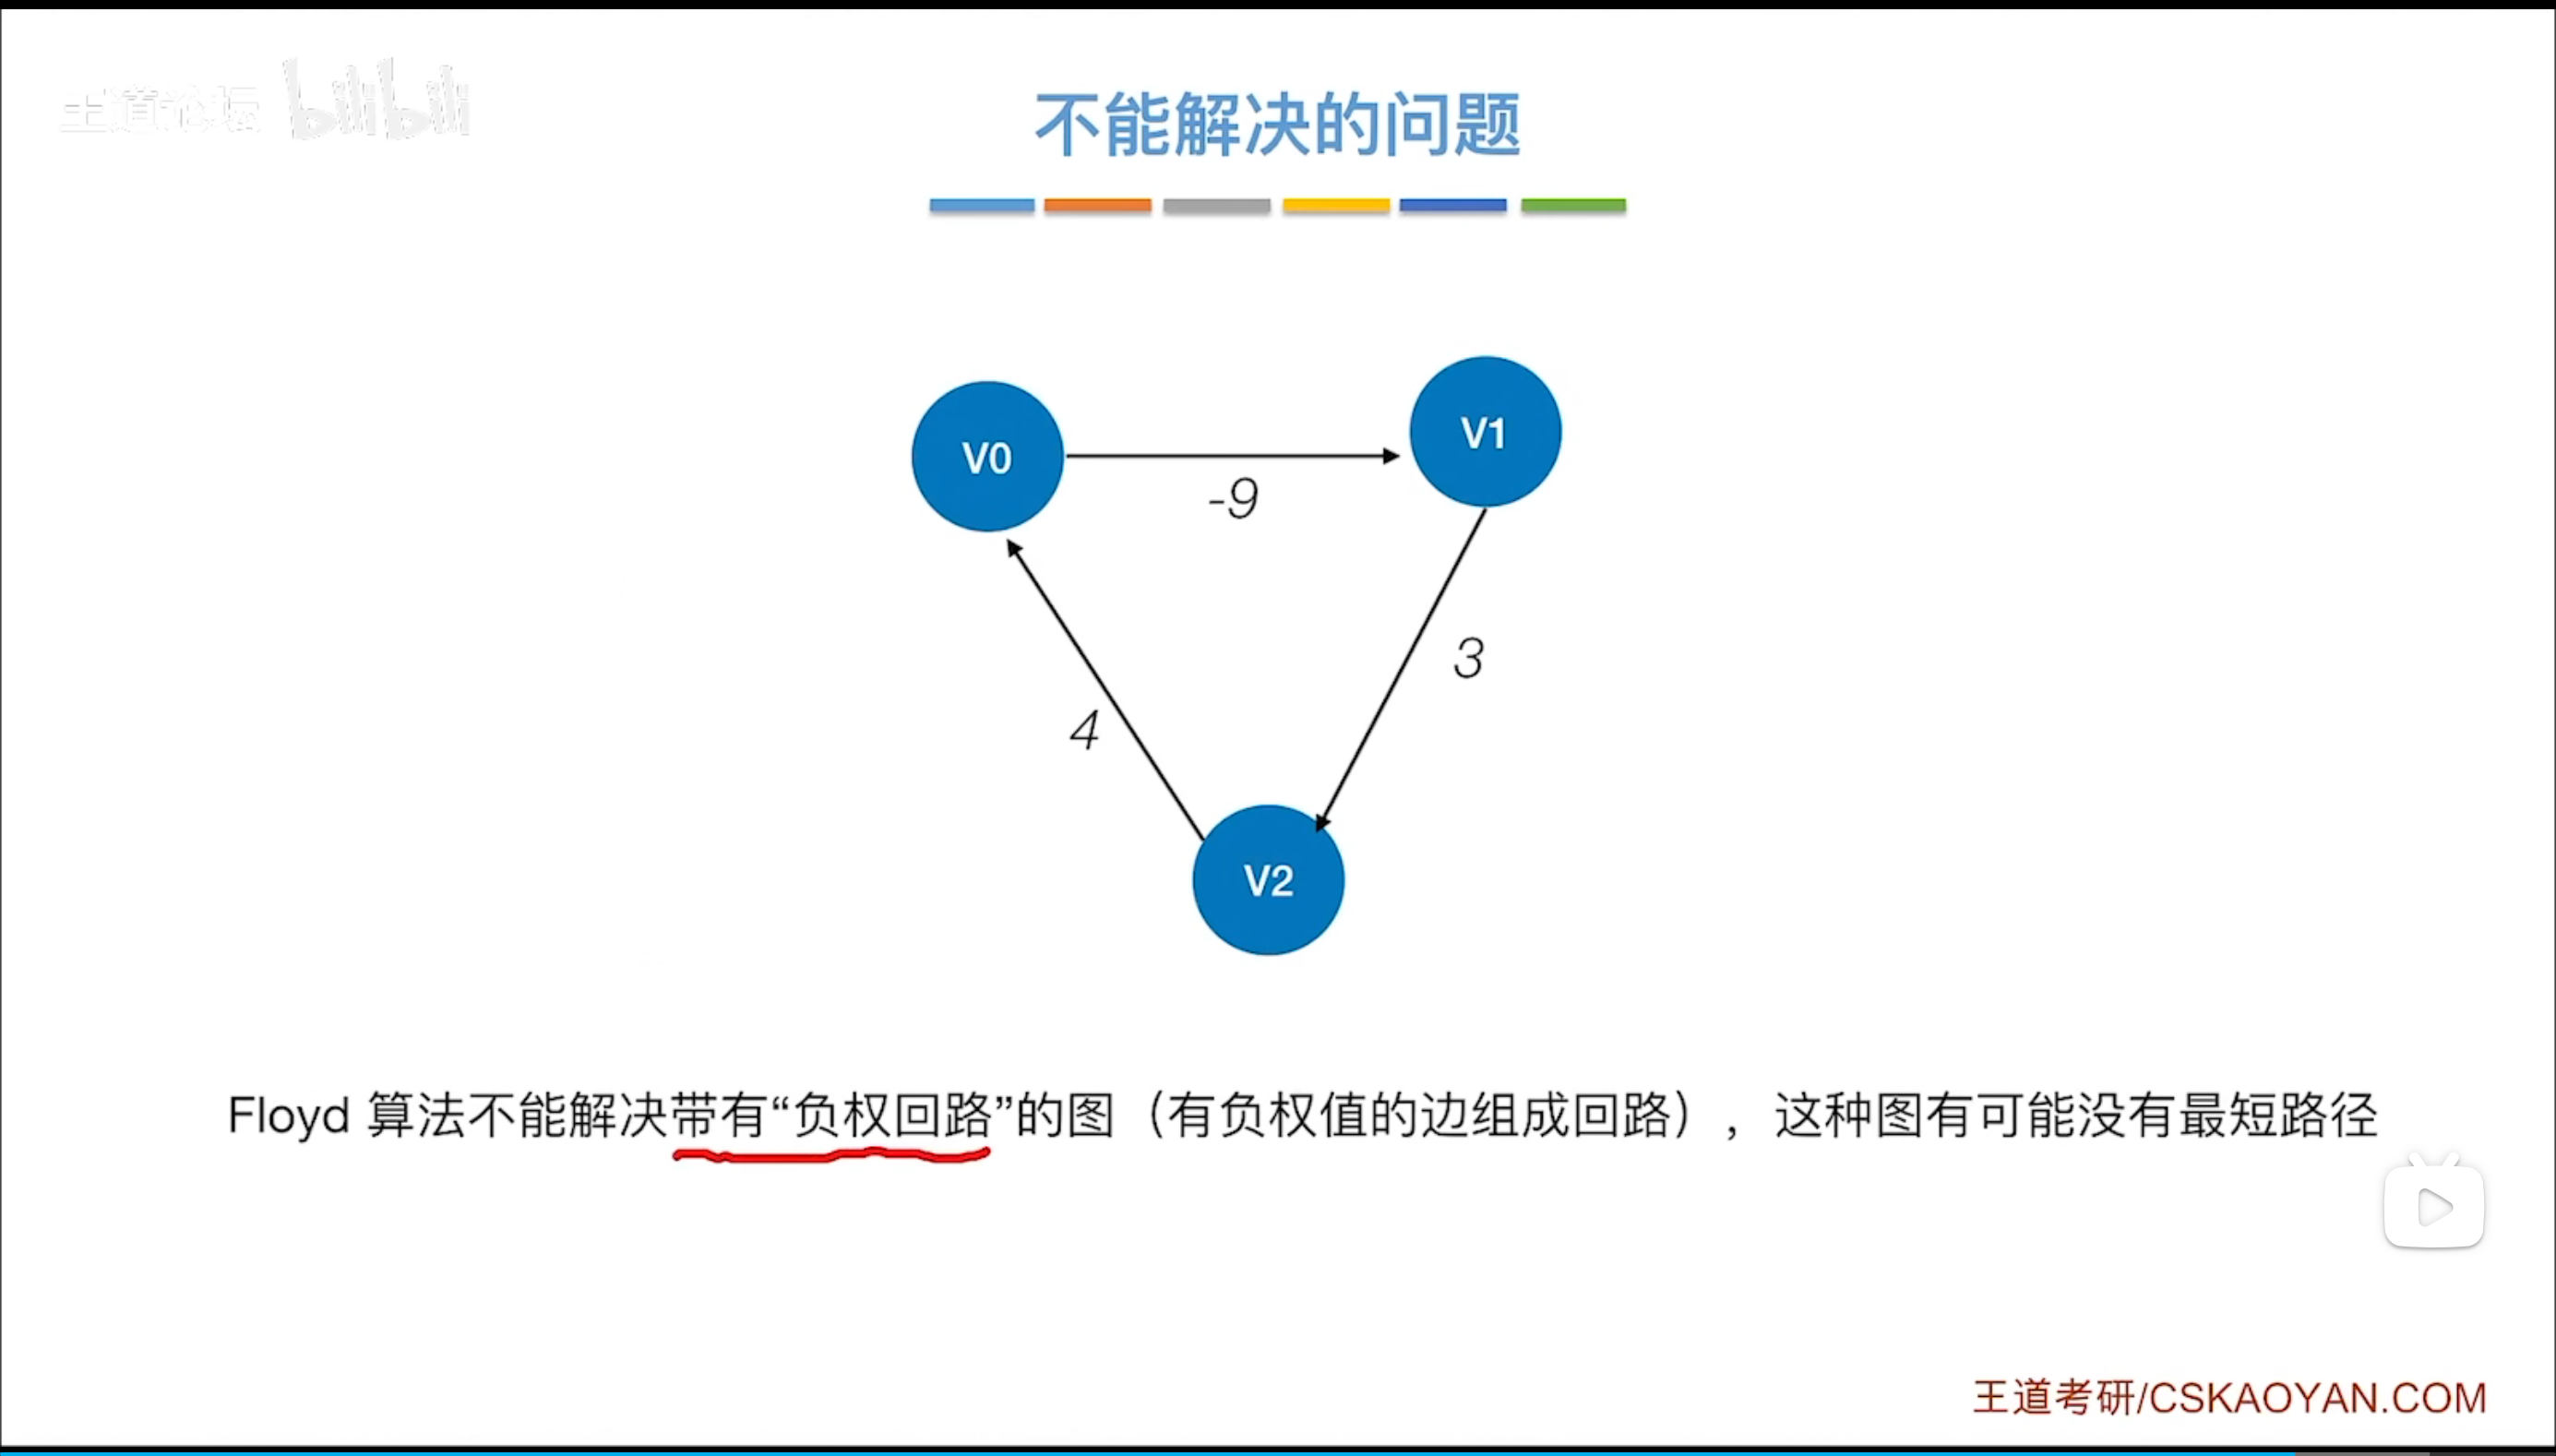 王道论坛 bilibili
不能解决的问题
V0
V1
-9
3
4
V2
Floyd 算法不能解决带有“负权回路”的图（有负权值的边组成回路），这种图有可能没有最短路径
王道考研/CSKAOYAN.COM